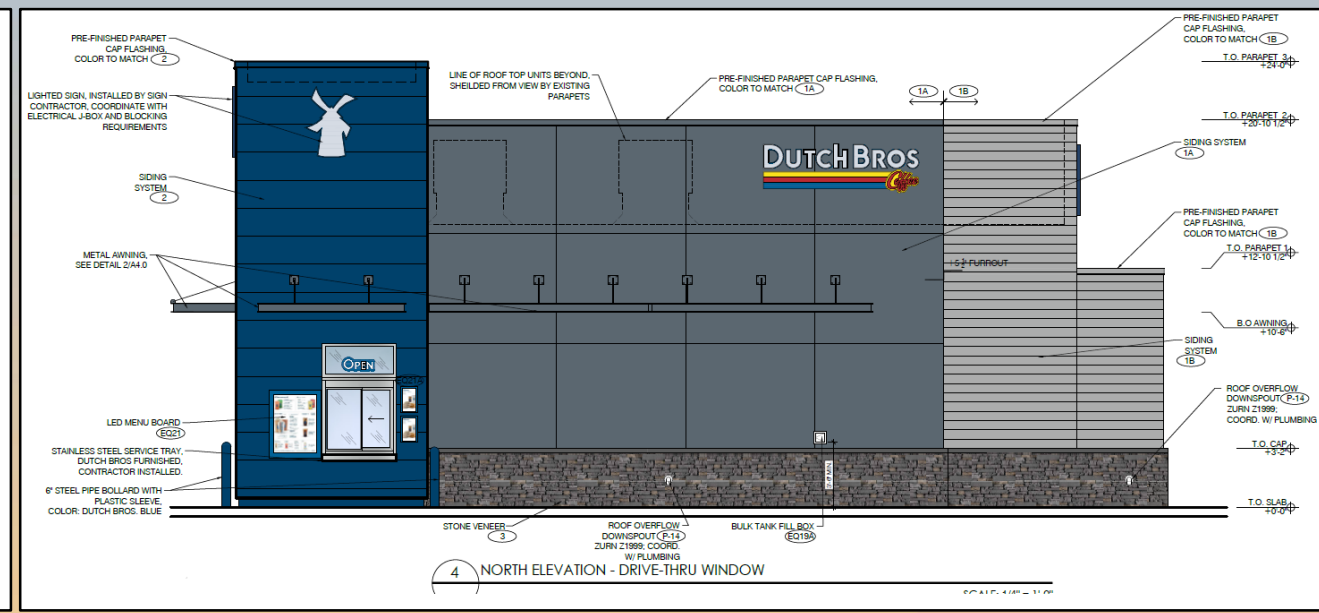 PRE-FINISHED PARAPET
CAP FLASHING,
COLOR TO MATCH 2
LIGHTED SIGN, INSTALLED BY SIGN
CONTRACTOR, COORDINATE WITH
ELECTRICAL J-BOX AND BLOCKING
REQUIREMENTS
SIDING
SYSTEM
2
METAL AWNING,
SEE DETAIL 2/A4.0
LED MENU BOARD
EQ21
STAINLESS STEEL SERVICE TRAY,
DUTCH BROS FURNISHED,
CONTRACTOR INSTALLED.
6" STEEL PIPE BOLLARD WITH
PLASTIC SLEEVE,
COLOR: DUTCH BROS. BLUE
LINE OF ROOF TOP UNITS BEYOND,
SHEILDED FROM VIEW BY EXISTING
PARAPETS
PRE-FINISHED PARAPET CAP FLASHING,
COLOR TO MATCH 1A
1A 1B
DUTCH BROS
OPEN
FURROUT
STONE VENEER
3
ROOF OVERFLOW
DOWNSPOUT P-14
ZURN Z1999; COORD.
W/ PLUMBING
BULK TANK FILL BOX
EQ19A
PRE-FINISHED PARAPET
CAP FLASHING,
COLOR TO MATCH 1B
T.O. PARAPET 3
+24'-0"
T.O. PARAPET 2
+20'-10 1/2"
SIDING SYSTEM
1A
PRE-FINISHED PARAPET
CAP FLASHING,
COLOR TO MATCH 1B
T.O. PARAPET 1
+12'-10 1/2"
B.O AWNING
+10'-6"
SIDING
SYSTEM
1B
ROOF OVERFLOW
DOWNSPOUT P-14
ZURN Z1999;
COORD. W/ PLUMBING
T.O. CAP
+3'-2"
T.O. SLAB
+0'-0"
4 NORTH ELEVATION - DRIVE-THRU WINDOW
SCALE: 1/4" = 1'-0"